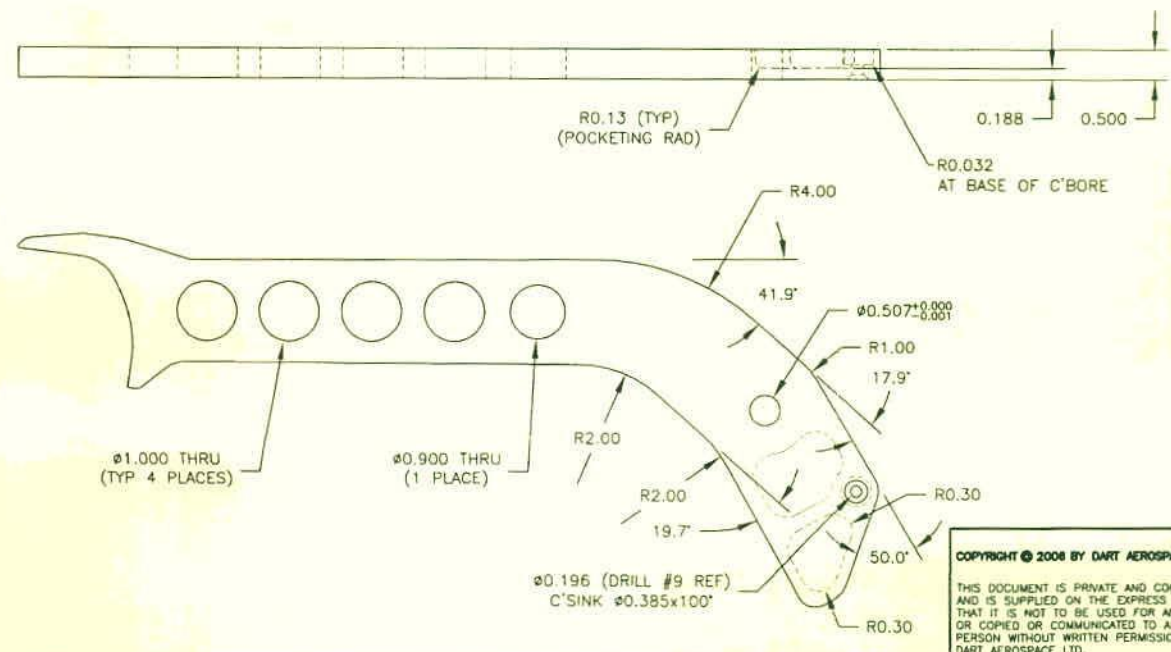 R0.13 (TYP)
(POCKETING RAD)
0.188
0.500
R0.032
AT BASE OF C'BORE
R4.00
41.9°
ø0.507+0.000
-0.001
R1.00
17.9°
ø1.000 THRU
(TYP 4 PLACES)
ø0.900 THRU
(1 PLACE)
R2.00
R2.00
19.7°
R0.30
50.0°
ø0.196 (DRILL #9 REF)
C'SINK ø0.385x100°
R0.30
COPYRIGHT © 2006 BY DART
THIS DOCUMENT IS PRIVATE AND
AND IS SUPPLIED ON THE EXPRESS
THAT IT IS NOT TO BE USED FOR
OR COPIED OR COMMUNICATED TO
PERSON WITHOUT WRITTEN
DART AEROSPACE LTD